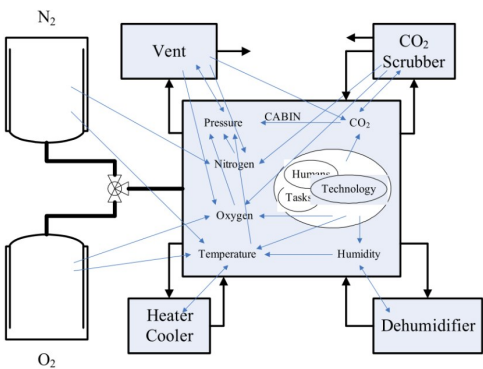 N2
Vent
CO2
Scrubber
Pressure
CABIN
CO2
Nitrogen
Humans
Tasks
Technology
Oxygen
Temperature
Humidity
Heater
Cooler
Dehumidifier
O2